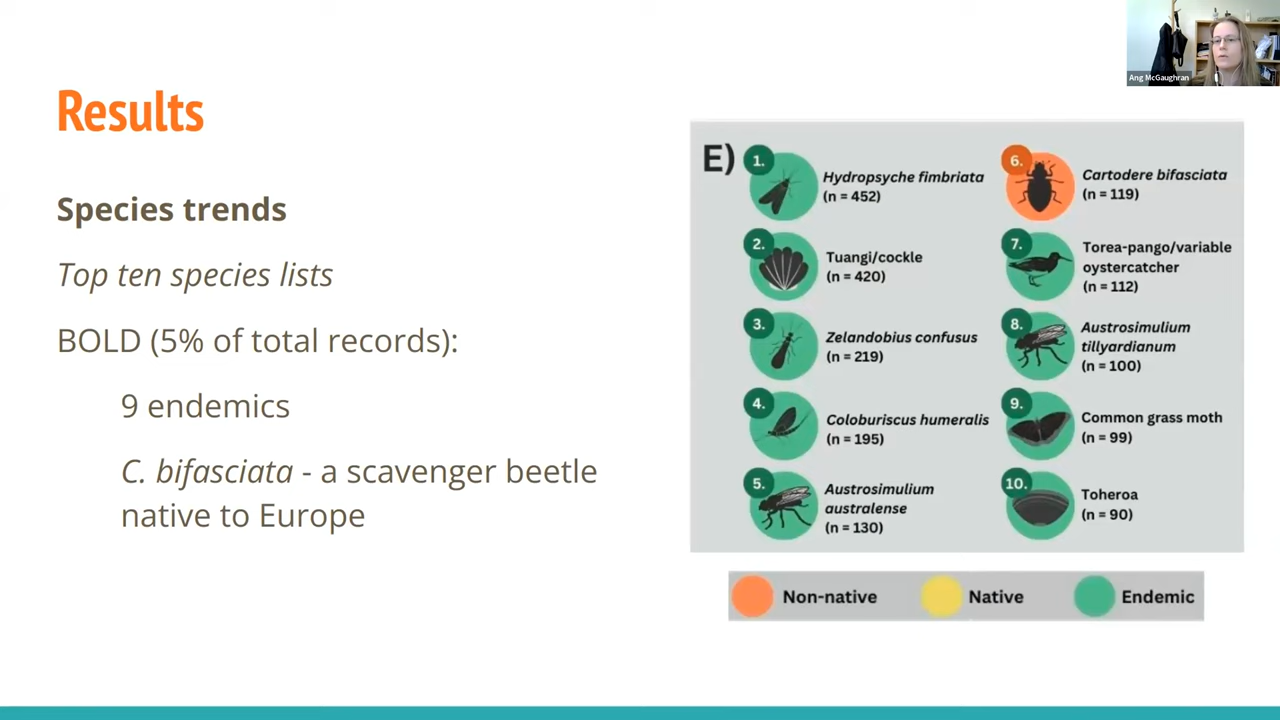 Ang McGaughran
Results
Species trends
Top ten species lists
BOLD (5% of total records):
9 endemics
C. bifasciata - a scavenger beetle
native to Europe
E)
1.
Hydropsyche fimbriata
(n = 452)
2.
Tuangi/cockle
(n = 420)
3.
Zelandobius confusus
(n = 219)
4.
Coloburiscus humeralis
(n = 195)
5.
Austrosimulium
australense
(n = 130)
6.
Cartodere bifasciata
(n = 119)
7.
Torea-pango/variable
oystercatcher
(n = 112)
8.
Austrosimulium
tillyardianum
(n = 100)
9.
Common grass moth
(n = 99)
10.
Toheroa
(n = 90)
Non-native
Native
Endemic